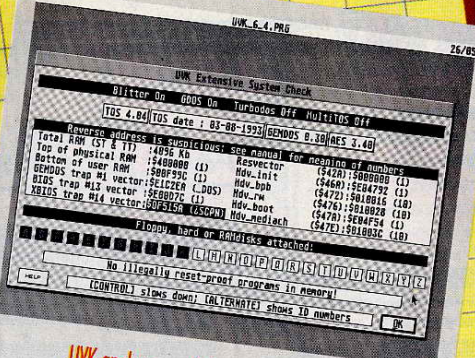 UVK_6_4.PRG
26/05
UVK Extensive System Check
Blitter On GDOS On Turbodos Off MultiTOS Off
TOS 4.04 TOS date : 03-08-1993 GEMDOS 0.30 AES 3.40
Reverse address is suspicious; see manual for meaning of numbers
Total RAM (ST & TT) :4096 Kb Resvector ($42A):$000000 (1)
Top of physical RAM :$400000 (1) Hdv_init ($46A):$E04792 (1)
Bottom of user RAM :$00F99C (1) Hdv_bpb ($472):$010016 (10)
GEMDOS trap #1 vector:$E1C2EA (_DOS) Hdv_rw ($476):$010028 (10)
BIOS trap #13 vector :$E00D7C (1) Hdv_boot ($47A):$E04F54 (1)
XBIOS trap #14 vector:$0F515A (&SCPN) Hdv_mediach ($47E):$01003C (10)
Floppy, hard or RAMdisks attached:
L M N O P Q R S T U V W X Y Z
No illegally reset-proof programs in memory!
HELP
[CONTROL] slows down; [ALTERNATE] shows ID numbers
OK
UVK